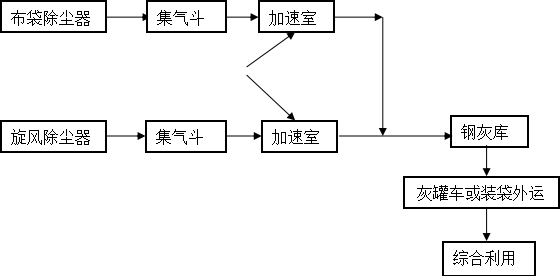 布袋除尘器
集气斗
加速室
旋风除尘器
集气斗
加速室
钢灰库
灰罐车或装袋外运
综合利用